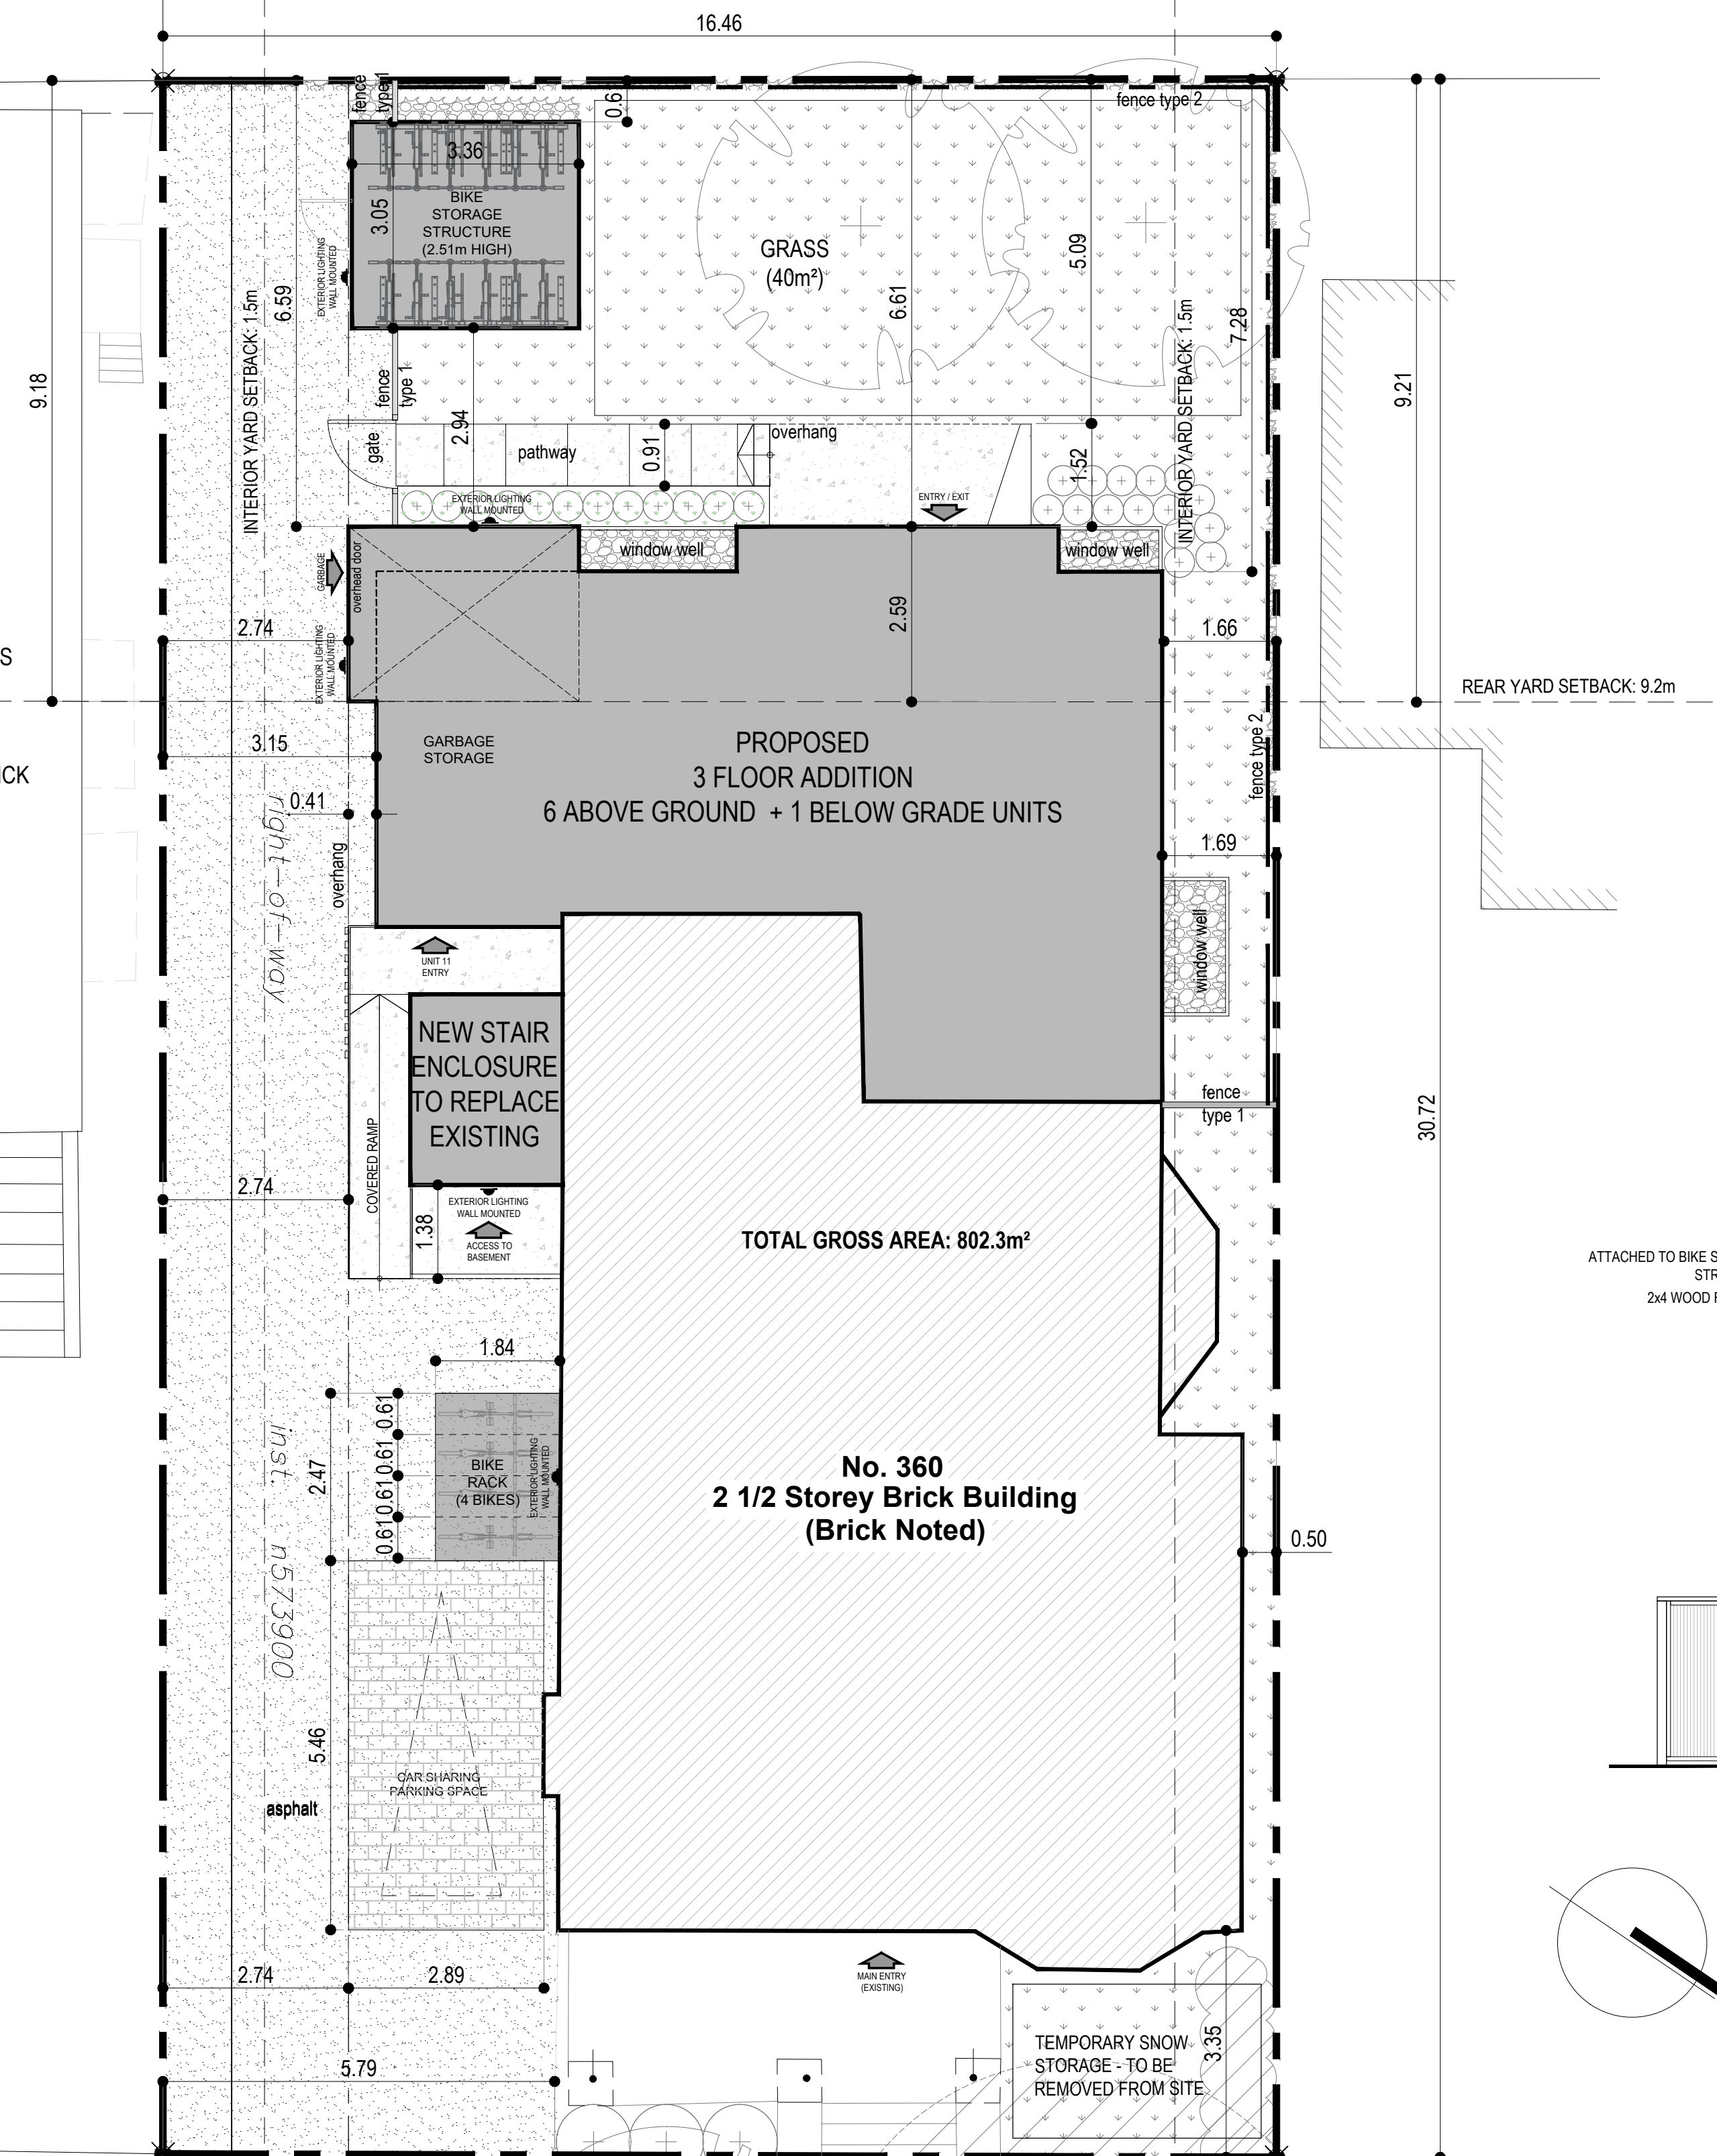 16.46
fence
type 1
fence type 2
0.61
3.36
3.05
BIKE
STORAGE
STRUCTURE
(2.51m HIGH)
GRASS
(40m²)
EXTERIOR LIGHTING
WALL MOUNTED
INTERIOR YARD SETBACK: 1.5m
6.59
6.61
5.09
INTERIOR YARD SETBACK: 1.5m
7.28
9.18
9.21
fence
type 1
gate
2.94
pathway
0.91
overhang
1.52
EXTERIOR LIGHTING
WALL MOUNTED
ENTRY / EXIT
window well
window well
GARBAGE
overhead door
2.59
2.74
EXTERIOR LIGHTING
WALL MOUNTED
1.66
S
REAR YARD SETBACK: 9.2m
3.15
GARBAGE
STORAGE
PROPOSED
3 FLOOR ADDITION
6 ABOVE GROUND + 1 BELOW GRADE UNITS
fence type 2
ICK
0.41
right-of-way
overhang
1.69
window well
UNIT 11
ENTRY
NEW STAIR
ENCLOSURE
TO REPLACE
EXISTING
fence
type 1
30.72
COVERED RAMP
2.74
1.38
EXTERIOR LIGHTING
WALL MOUNTED
ACCESS TO
BASEMENT
TOTAL GROSS AREA: 802.3m²
ATTACHED TO BIKE S
STR
2x4 WOOD
1.84
2.47
0.61
0.61
0.61
0.61
BIKE
RACK
(4 BIKES)
EXTERIOR LIGHTING
WALL MOUNTED
inst. n573900
No. 360
2 1/2 Storey Brick Building
(Brick Noted)
0.50
5.46
CAR SHARING
PARKING SPACE
asphalt
2.74
2.89
MAIN ENTRY
(EXISTING)
5.79
TEMPORARY SNOW
STORAGE - TO BE
REMOVED FROM SITE
3.35